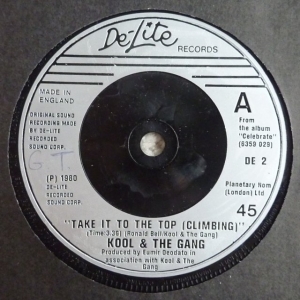 De-Lite
RECORDS
MADE IN
ENGLAND
ORIGINAL SOUND
RECORDING MADE
BY DE-LITE
RECORDED
SOUND CORP.
G.T.
(P) 1980
DE-LITE
RECORDED
SOUND CORP.
A
From
the album
"Celebrate"
(6359 029)
DE 2
Planetary Nom
(London) Ltd
45
"TAKE IT TO THE TOP (CLIMBING)"
(Time 3.35) (Ronald Bell/Kool & The Gang)
KOOL & THE GANG
Produced by Eumir Deodato in
association with Kool & The
Gang